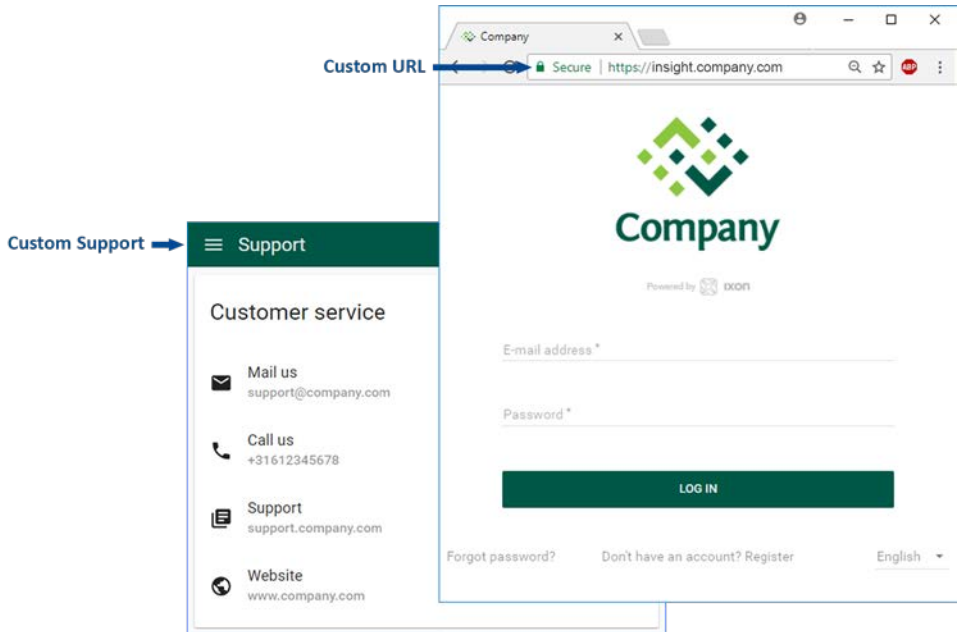 Company
Custom URL
Secure | https://insight.company.com
ABP
Company
Powered by IXON
E-mail address *
Password *
LOG IN
Forgot password?
Don't have an account? Register
English
Custom Support
Support
Customer service
Mail us
support@company.com
Call us
+31612345678
Support
support.company.com
Website
www.company.com